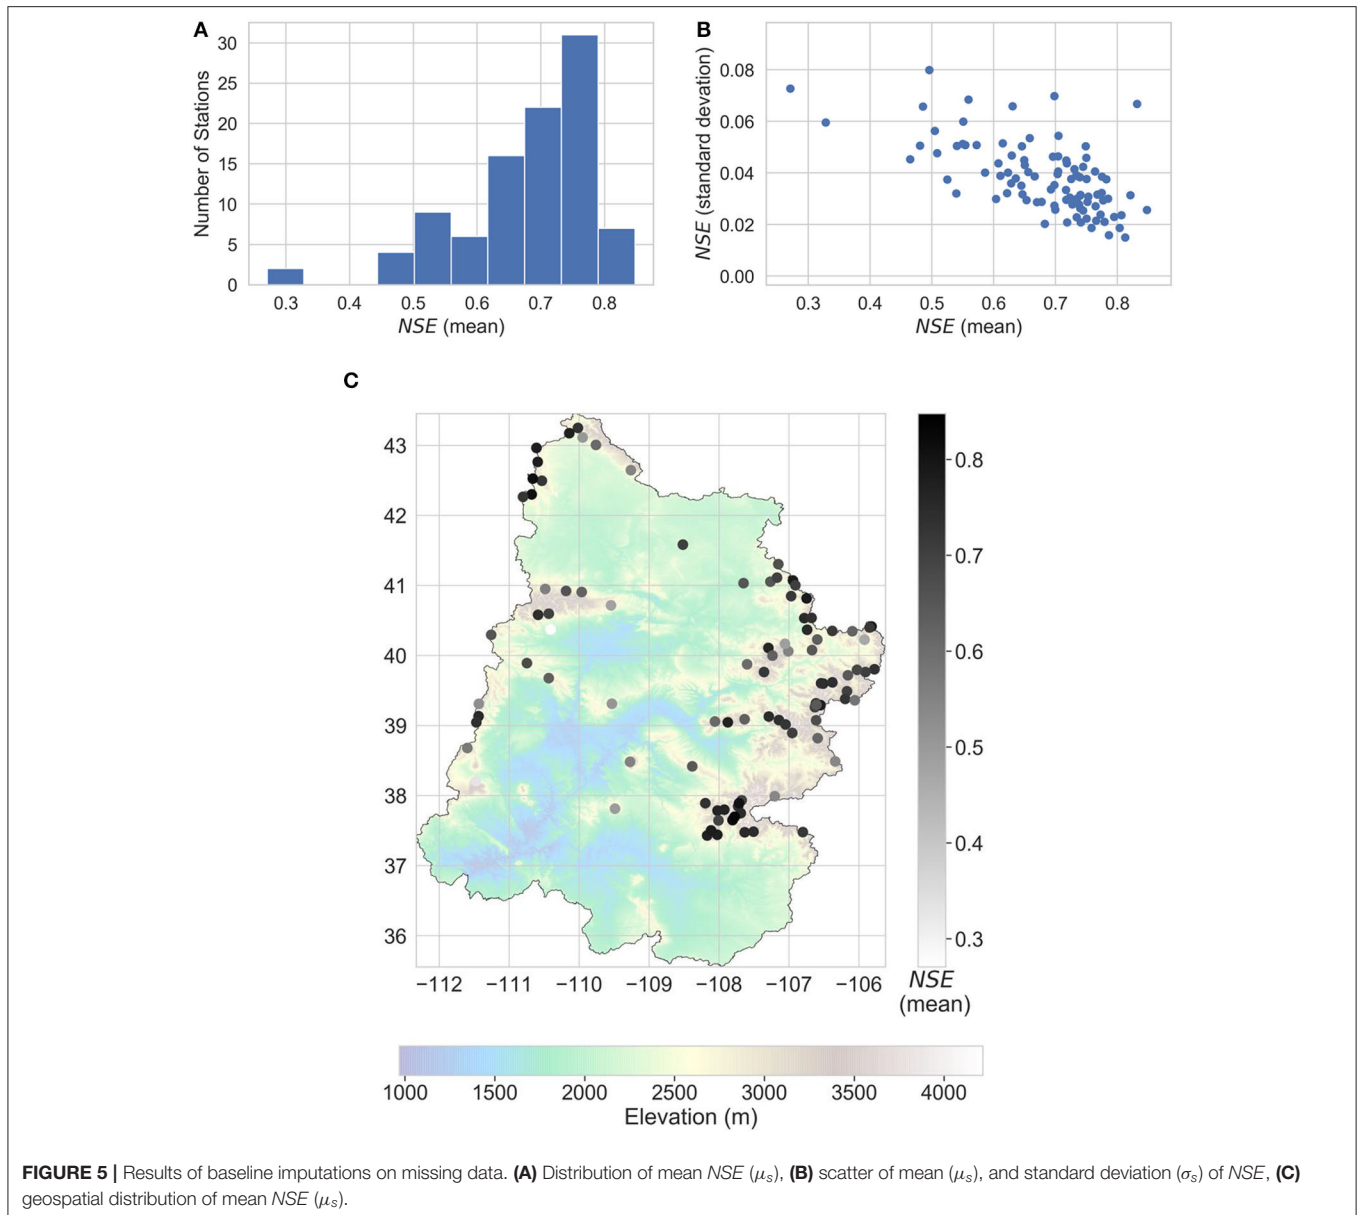 A
30
25
20
15
10
5
0
Number of Stations
0.3 0.4 0.5 0.6 0.7 0.8
NSE (mean)
B
0.08
0.06
0.04
0.02
0.00
NSE (standard devation)
0.3 0.4 0.5 0.6 0.7 0.8
NSE (mean)
C
43
42
41
40
39
38
37
36
−112 −111 −110 −109 −108 −107 −106
0.8
0.7
0.6
0.5
0.4
0.3
NSE
(mean)
1000 1500 2000 2500 3000 3500 4000
Elevation (m)
FIGURE 5 | Results of baseline imputations on missing data. (A) Distribution of mean NSE (μs), (B) scatter of mean (μs), and standard deviation (σs) of NSE, (C)
geospatial distribution of mean NSE (μs).